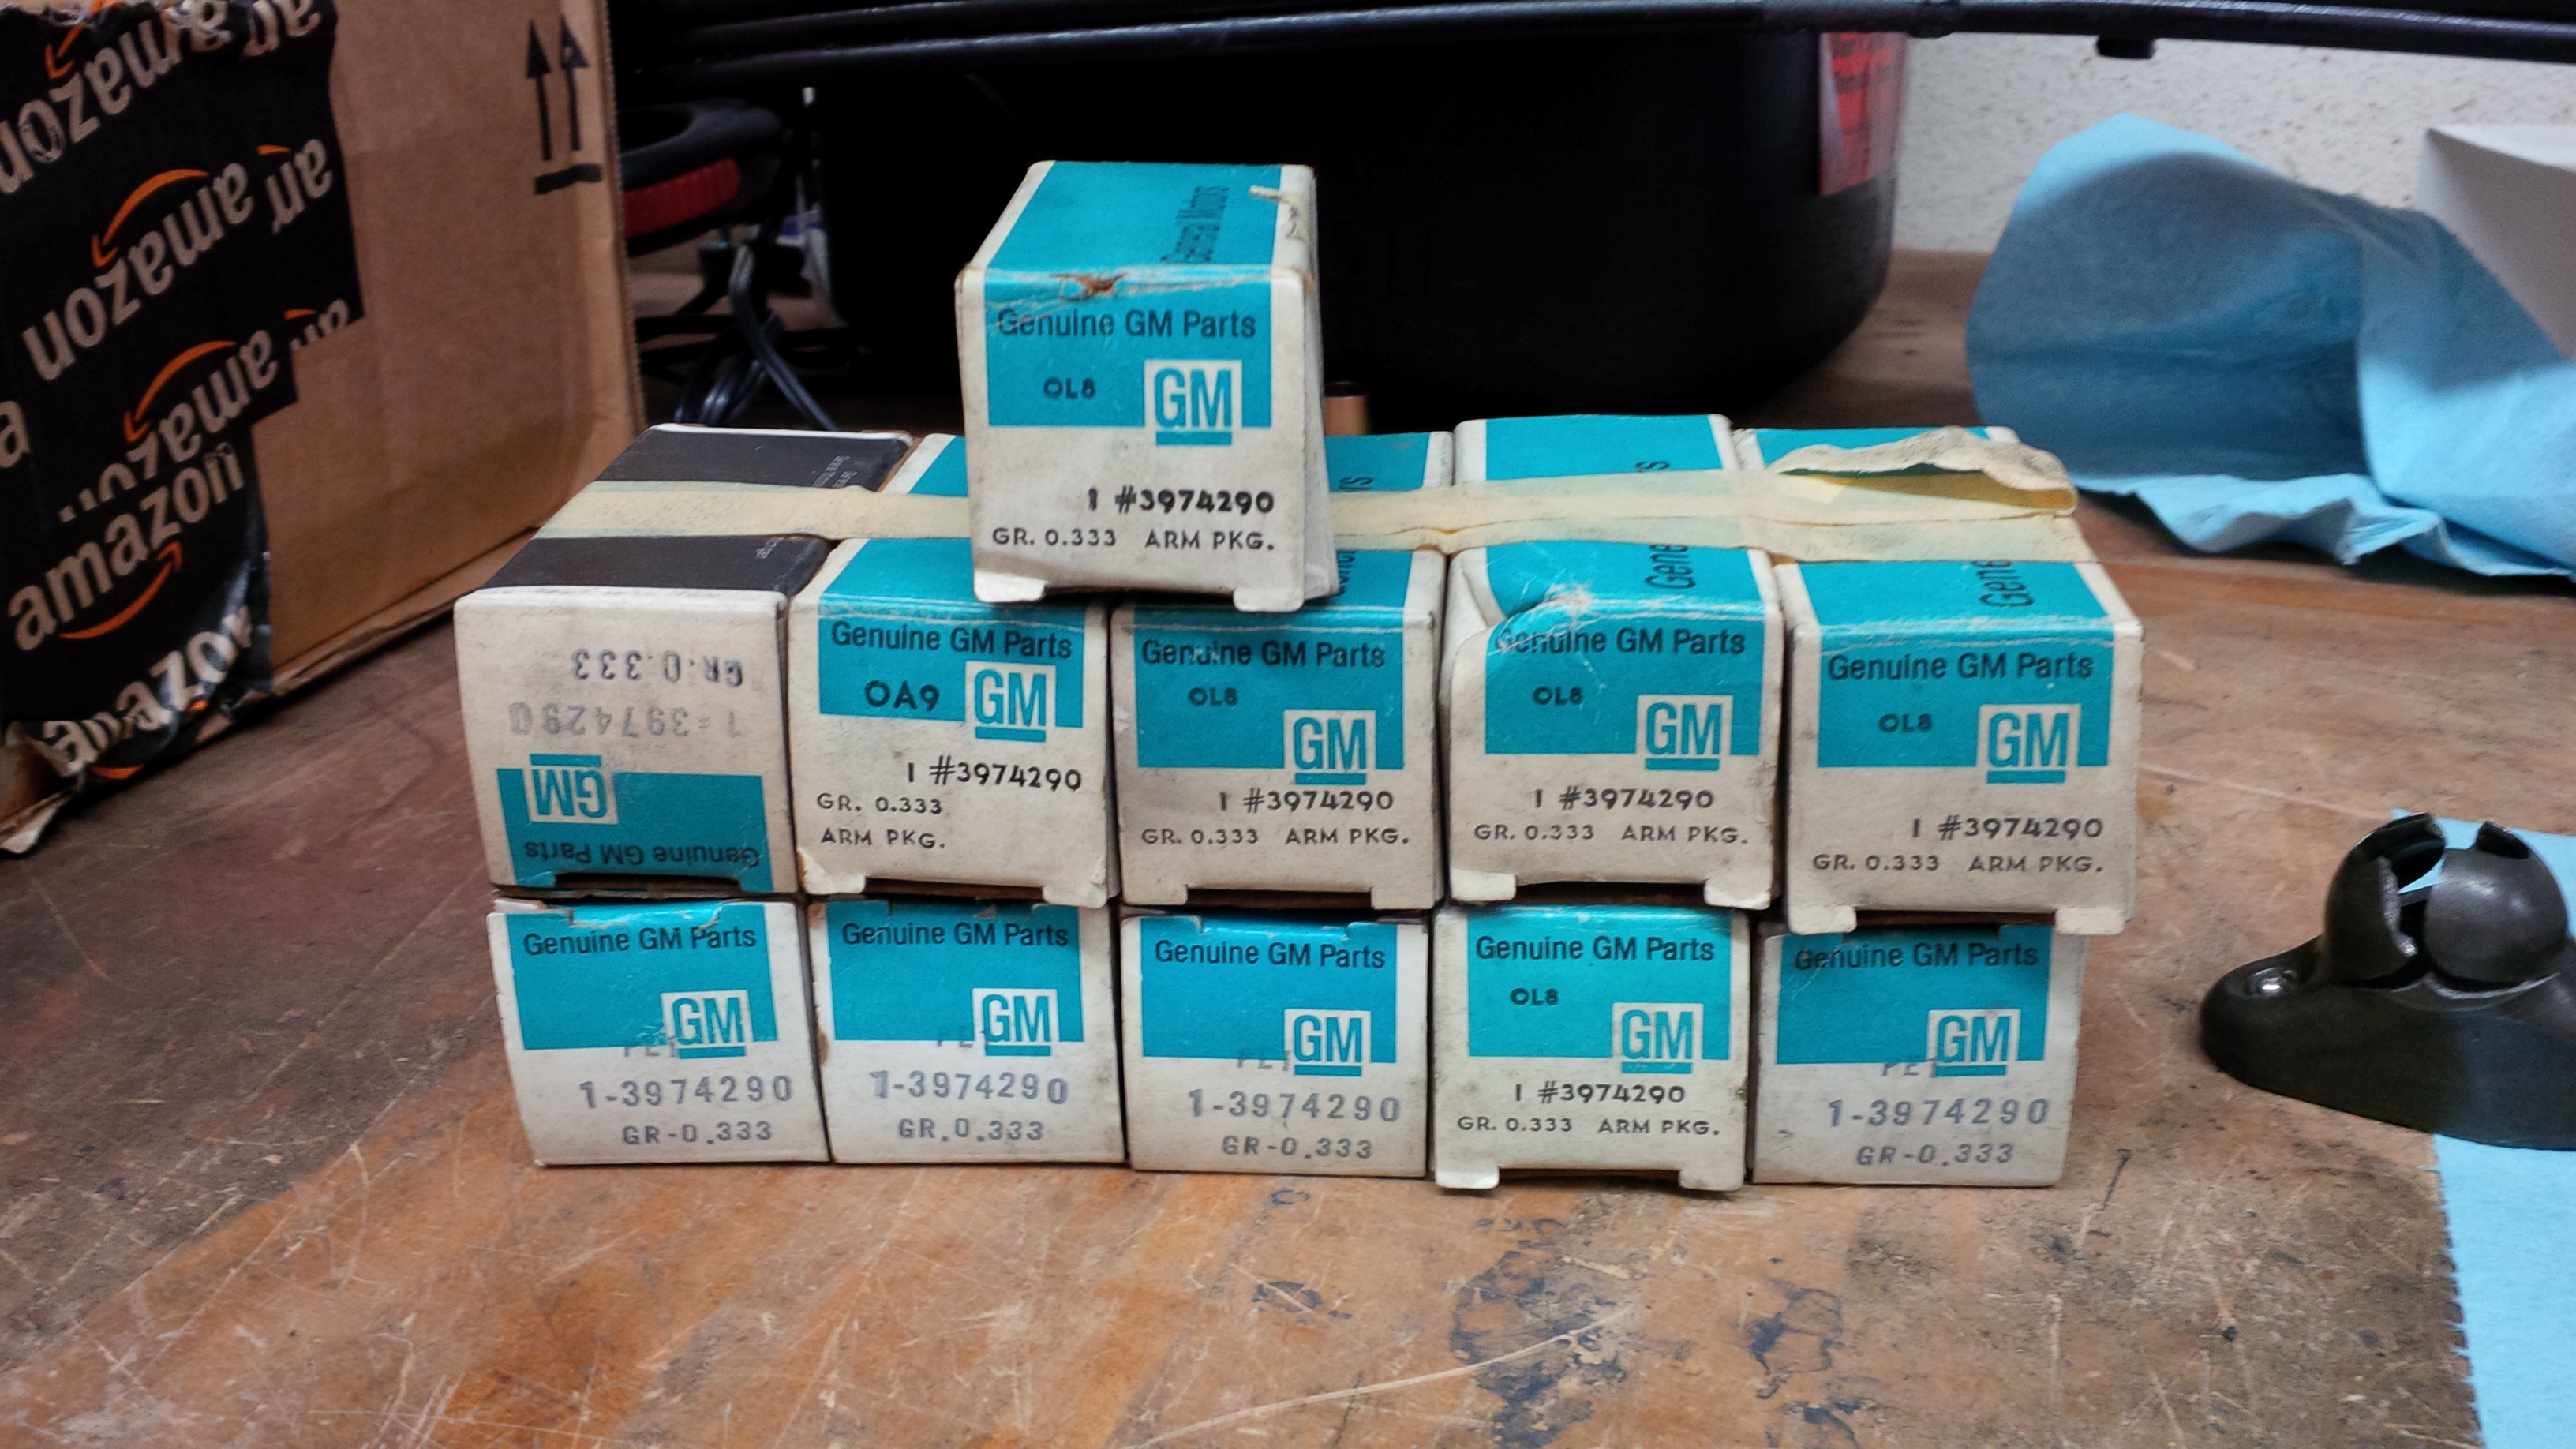 amazon
amazon
amazon
amazon
amazon
General Motors
Genuine GM Parts
OL8
GM
1 #3974290
GR. 0.333 ARM PKG.
GR.0.333
1-3974290
GM
Genuine GM Parts
Genuine GM Parts
OA9
GM
1 #3974290
GR. 0.333
ARM PKG.
Genuine GM Parts
OL8
GM
1 #3974290
GR. 0.333 ARM PKG.
Gene
Genuine GM Parts
OL8
GM
1 #3974290
GR. 0.333 ARM PKG.
Gene
Genuine GM Parts
OL8
GM
1 #3974290
GR. 0.333 ARM PKG.
Genuine GM Parts
GM
1-3974290
GR-0.333
Genuine GM Parts
GM
1-3974290
GR.0.333
Genuine GM Parts
GM
1-3974290
GR-0.333
Genuine GM Parts
OL8
GM
1 #3974290
GR. 0.333 ARM PKG.
Genuine GM Parts
GM
1-3974290
GR-0.333